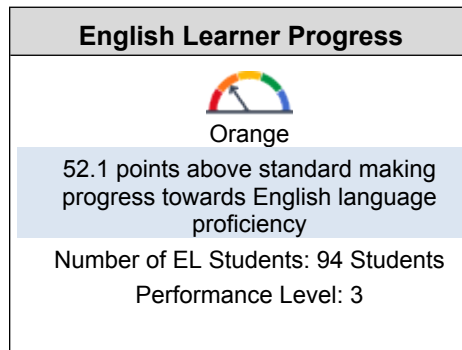 English Learner Progress
Orange
52.1 points above standard making
progress towards English language
proficiency
Number of EL Students: 94 Students
Performance Level: 3